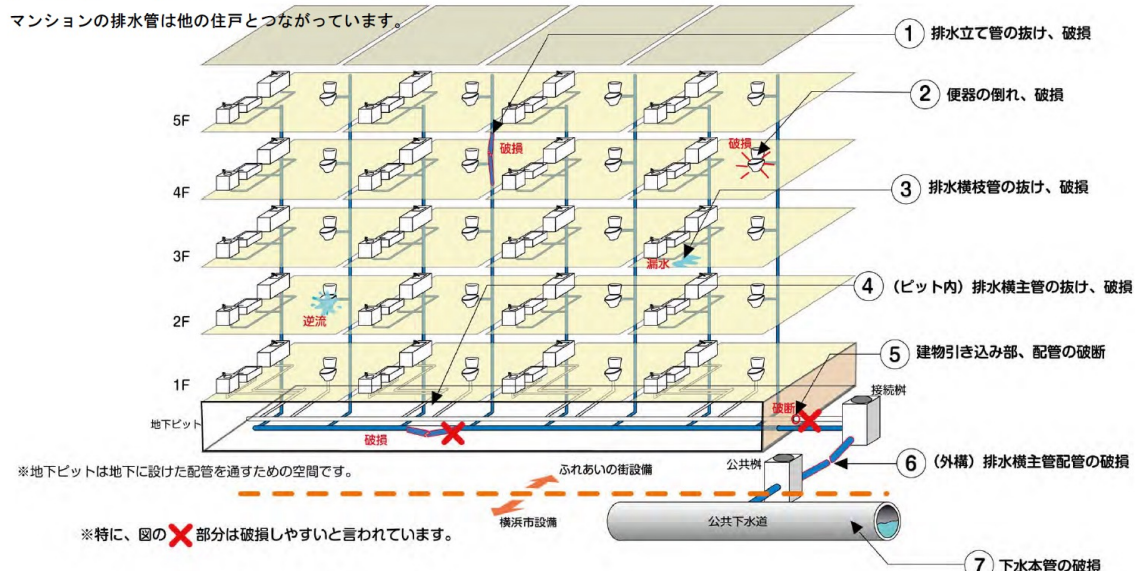 マンションの排水管は他の住戸とつながっています。
① 排水立て管の抜け、破損
② 便器の倒れ、破損
5F
破損
破損
4F
③ 排水横枝管の抜け、破損
3F
漏水
④ （ピット内）排水横主管の抜け、破損
2F
逆流
⑤ 建物引き込み部、配管の破断
1F
接続桝
破断
地下ピット
破損
⑥ （外構）排水横主管配管の破損
※地下ピットは地下に設けた配管を通すための空間です。
ふれあいの街設備
公共桝
横浜市設備
公共下水道
※特に、図の❌部分は破損しやすいと言われています。
⑦ 下水本管の破損